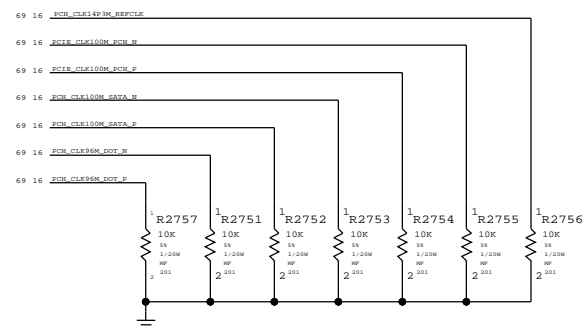 69 16 PCH_CLK14P3M_REFCLK
69 16 PCIE_CLK100M_PCH_N
69 16 PCIE_CLK100M_PCH_P
69 16 PCH_CLK100M_SATA_N
69 16 PCH_CLK100M_SATA_P
69 16 PCH_CLK96M_DOT_N
69 16 PCH_CLK96M_DOT_P
1 1 1 1 1 1 1
R2757 R2751 R2752 R2753 R2754 R2755 R2756
10K 10K 10K 10K 10K 10K 10K
5% 5% 5% 5% 5% 5% 5%
1/20W 1/20W 1/20W 1/20W 1/20W 1/20W 1/20W
MF MF MF MF MF MF MF
201 201 201 201 201 201 201
2 2 2 2 2 2 2